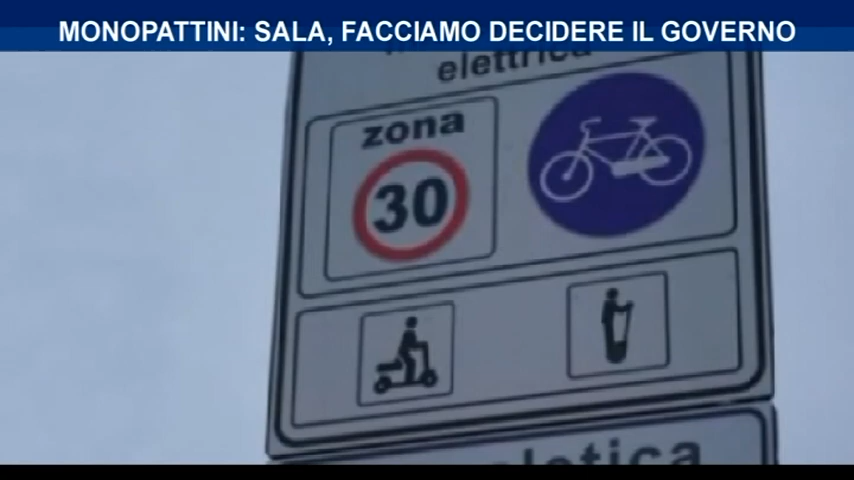 MONOPATTINI: SALA, FACCIAMO DECIDERE IL GOVERNO
elettrica
zona
30